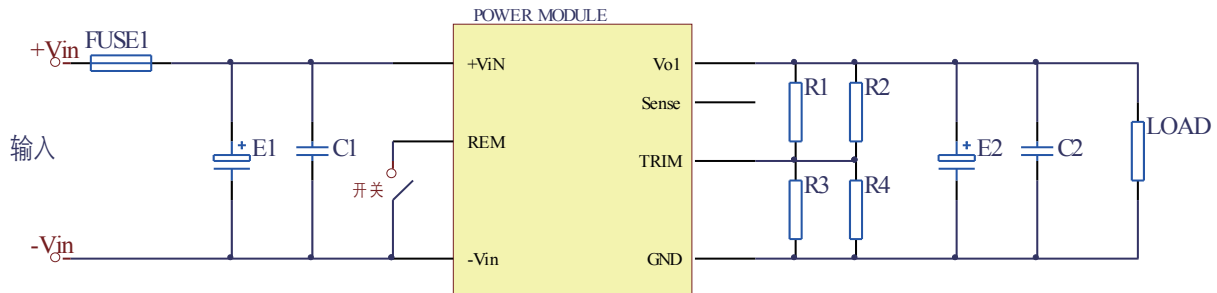 POWER MODULE
+Vin
FUSE1
+ViN
Vo1
R1
R2
Sense
输入
+
E1
C1
REM
开关
TRIM
+
E2
C2
LOAD
R3
R4
-Vin
-Vin
GND